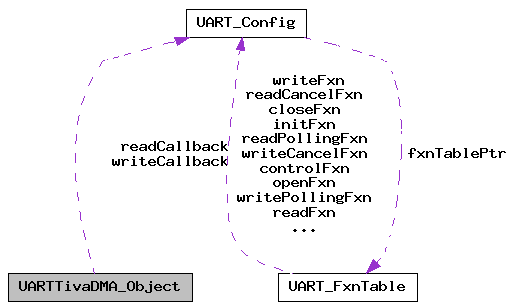 UART_Config
writeFxn
readCancelFxn
closeFxn
initFxn
readPollingFxn
writeCancelFxn
controlFxn
openFxn
writePollingFxn
readFxn
...
readCallback
writeCallback
fxnTablePtr
UARTTivaDMA_Object
UART_FxnTable